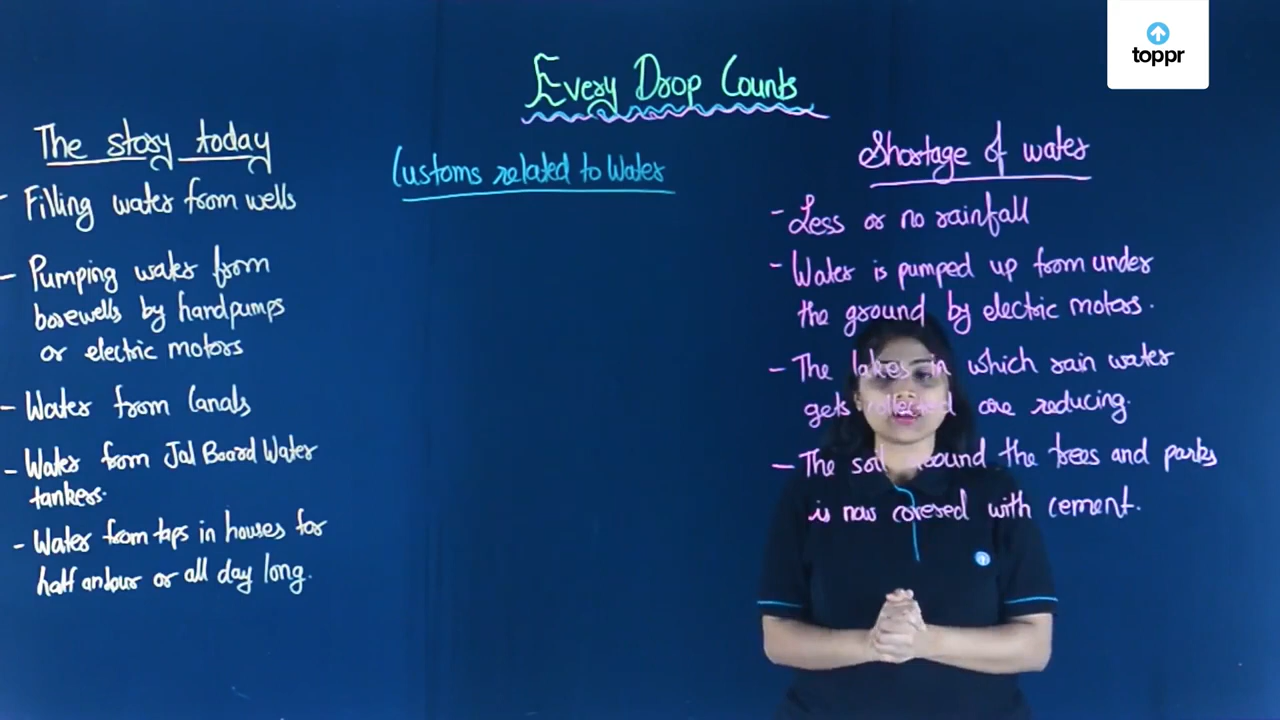 toppr
Every Drop Counts
The story today
- Filling water from wells
- Pumping water from
borewells by handpumps
or electric motors
- Water from Canals
- Water from Jal Board Water
tankers.
- Water from taps in houses for
half an hour or all day long.
Customs related to Water
Shortage of water
- Less or no rainfall
- Water is pumped up from under
the ground by electric motors.
- The lakes in which rain water
gets collected are reducing.
- The soil around the trees and parks
is now covered with cement.